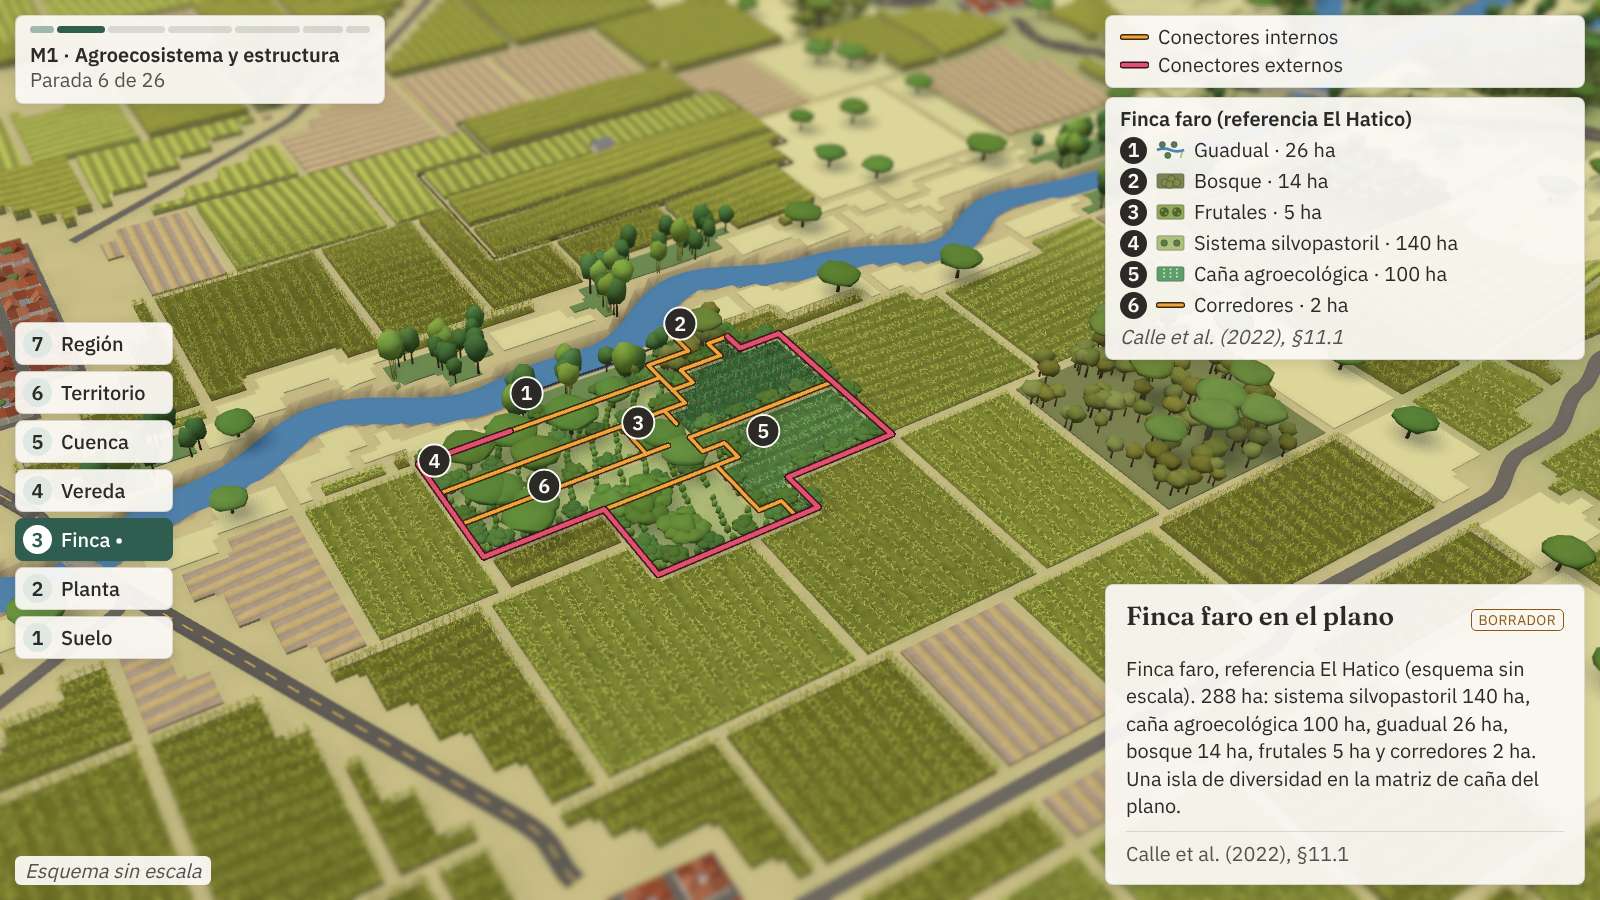 M1 · Agroecosistema y estructura
Parada 6 de 26
Conectores internos
Conectores externos
Finca faro (referencia El Hatico)
1 Guadual · 26 ha
2 Bosque · 14 ha
3 Frutales · 5 ha
4 Sistema silvopastoril · 140 ha
5 Caña agroecológica · 100 ha
6 Corredores · 2 ha
Calle et al. (2022), §11.1
7 Región
6 Territorio
5 Cuenca
4 Vereda
3 Finca •
2 Planta
1 Suelo
2
1
3
5
4
6
Finca faro en el plano
BORRADOR
Finca faro, referencia El Hatico (esquema sin
escala). 288 ha: sistema silvopastoril 140 ha,
caña agroecológica 100 ha, guadual 26 ha,
bosque 14 ha, frutales 5 ha y corredores 2 ha.
Una isla de diversidad en la matriz de caña del
plano.
Calle et al. (2022), §11.1
Esquema sin escala